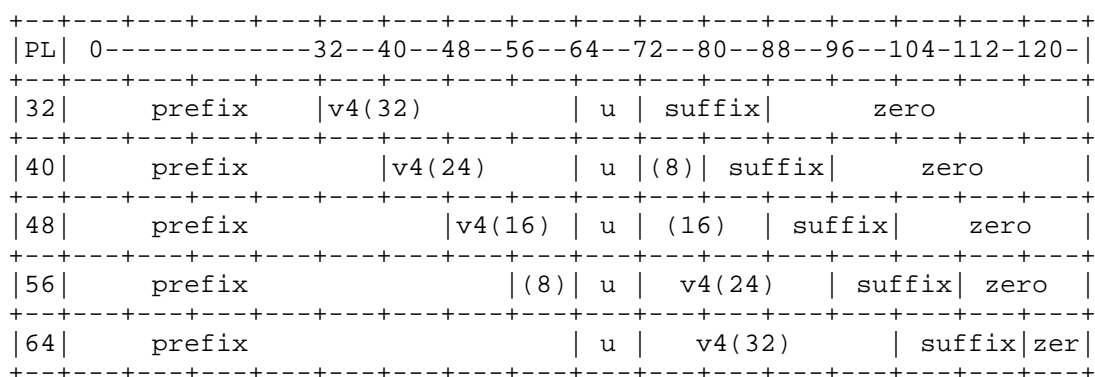 +--+---+---+---+---+---+---+---+---+---+---+---+---+---+---+---+---+
|PL| 0-------------32--40--48--56--64--72--80--88--96--104-112-120-|
+--+---+---+---+---+---+---+---+---+---+---+---+---+---+---+---+---+
|32|     prefix    |v4(32)         | u | suffix|      zero         |
+--+---+---+---+---+---+---+---+---+---+---+---+---+---+---+---+---+
|40|     prefix        |v4(24)     | u |(8)| suffix|     zero      |
+--+---+---+---+---+---+---+---+---+---+---+---+---+---+---+---+---+
|48|     prefix            |v4(16) | u | (16)  | suffix|    zero   |
+--+---+---+---+---+---+---+---+---+---+---+---+---+---+---+---+---+
|56|     prefix                |(8)| u |  v4(24)   | suffix| zero  |
+--+---+---+---+---+---+---+---+---+---+---+---+---+---+---+---+---+
|64|     prefix                    | u |   v4(32)      | suffix|zer|
+--+---+---+---+---+---+---+---+---+---+---+---+---+---+---+---+---+